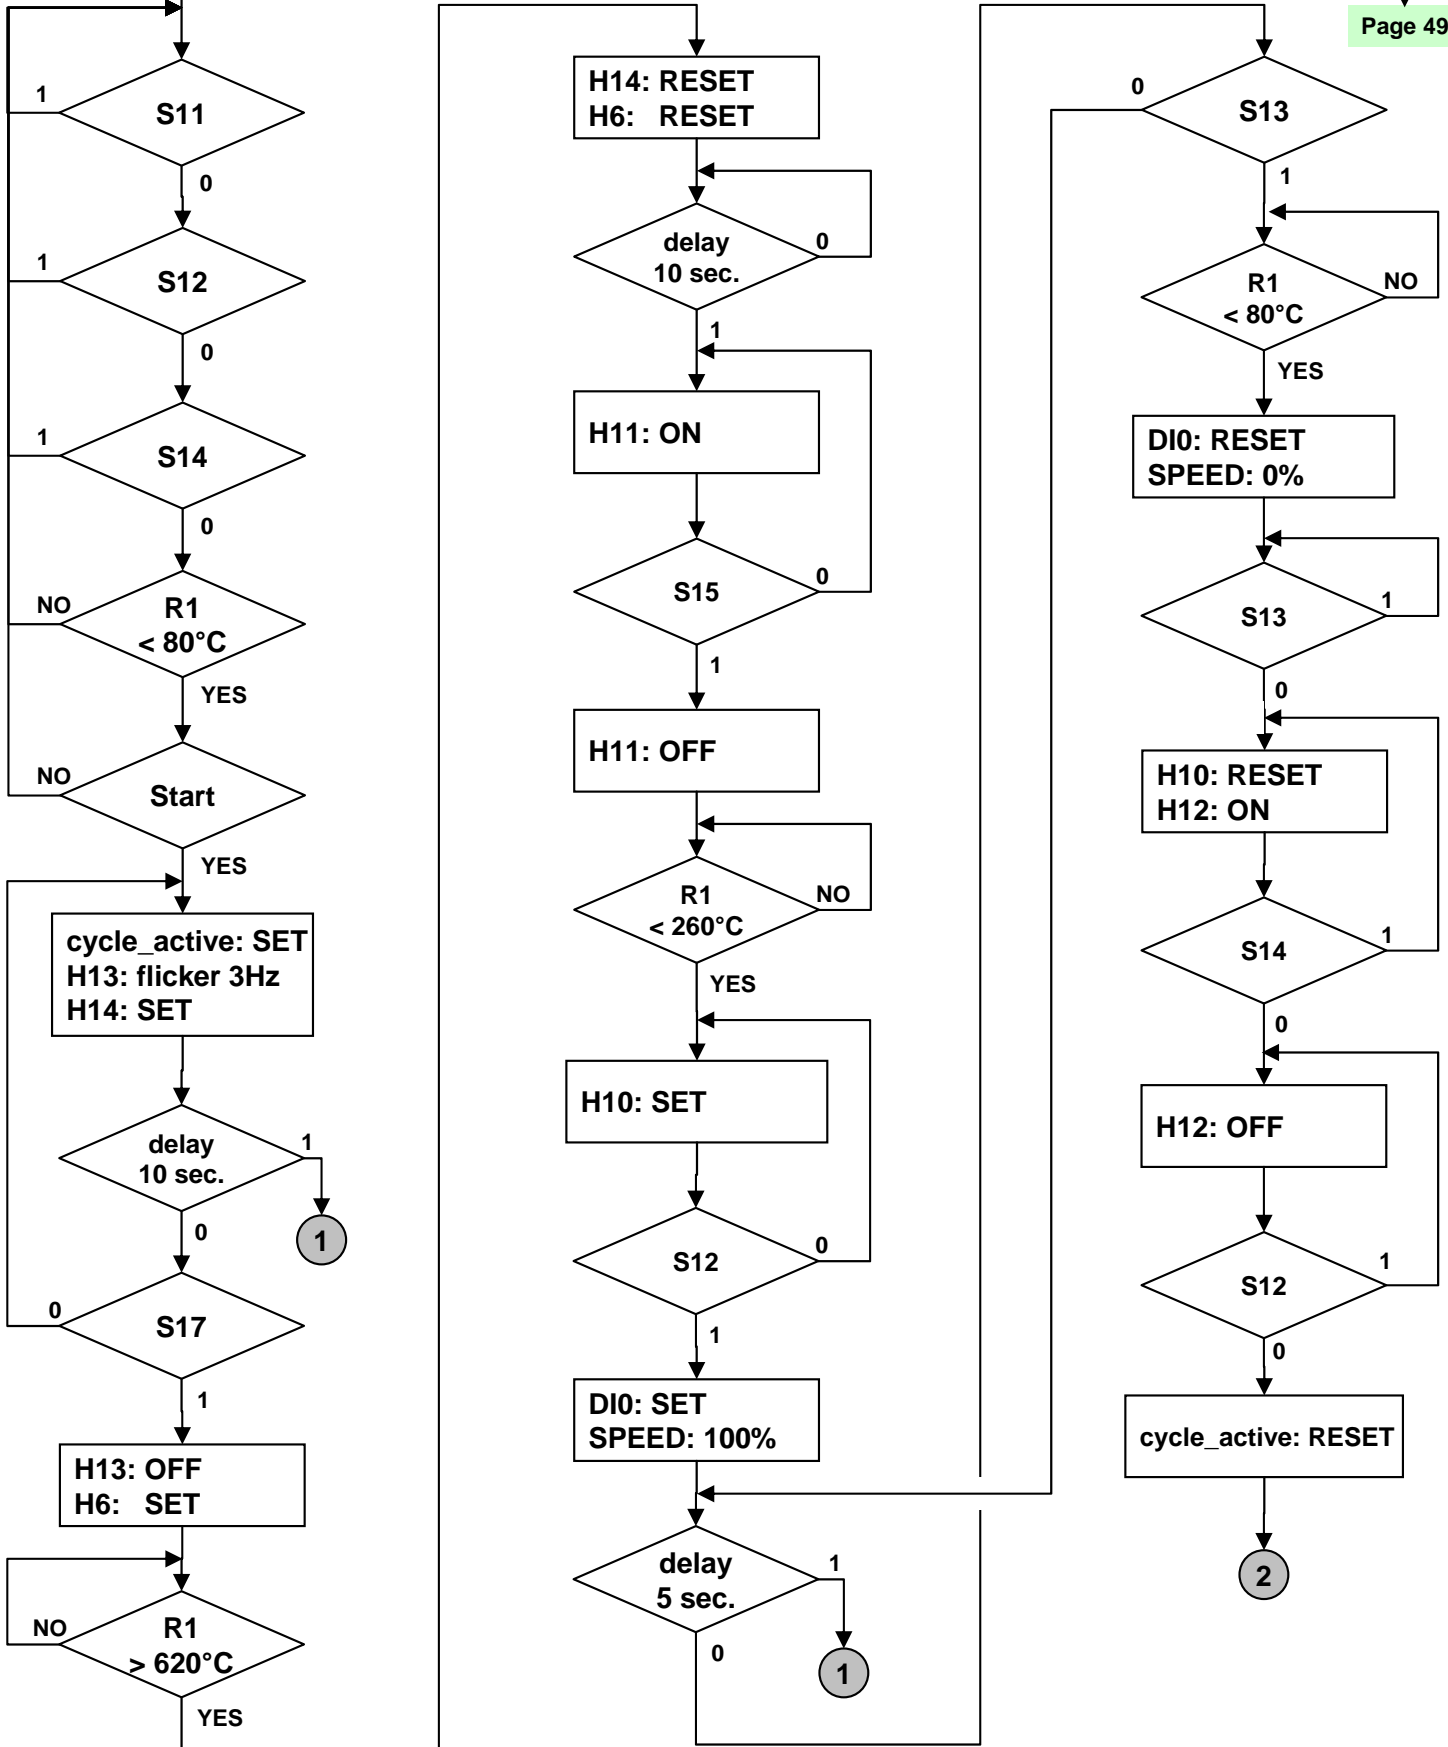 1
S11
0
1
S12
0
1
S14
0
NO
R1
< 80°C
YES
NO
Start
YES
cycle_active: SET
H13: flicker 3Hz
H14: SET
delay
10 sec.
1
1
0
0
S17
1
H13: OFF
H6: SET
NO
R1
> 620°C
YES
H14: RESET
H6: RESET
delay
10 sec.
0
1
H11: ON
S15
0
1
H11: OFF
R1
< 260°C
NO
YES
H10: SET
S12
0
1
DI0: SET
SPEED: 100%
delay
5 sec.
1
1
0
Page 49
0
S13
1
R1
< 80°C
NO
YES
DI0: RESET
SPEED: 0%
S13
1
0
H10: RESET
H12: ON
S14
1
0
H12: OFF
S12
1
0
cycle_active: RESET
2